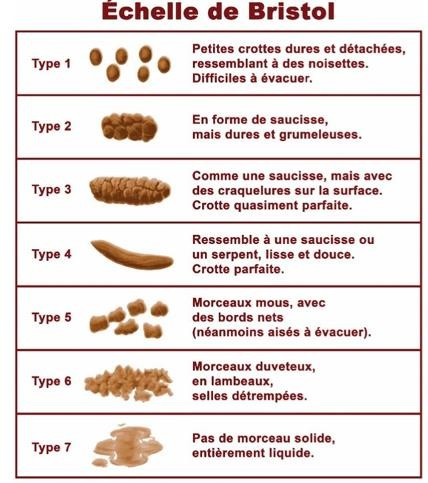 Échelle de Bristol
Type 1
Petites crottes dures et détachées,
ressemblant à des noisettes.
Difficiles à évacuer.
Type 2
En forme de saucisse,
mais dures et grumeleuses.
Type 3
Comme une saucisse, mais avec
des craquelures sur la surface.
Crotte quasiment parfaite.
Type 4
Ressemble à une saucisse ou
un serpent, lisse et douce.
Crotte parfaite.
Type 5
Morceaux mous, avec
des bords nets
(néanmoins aisés à évacuer).
Type 6
Morceaux duveteux,
en lambeaux,
selles détrempées.
Type 7
Pas de morceau solide,
entièrement liquide.